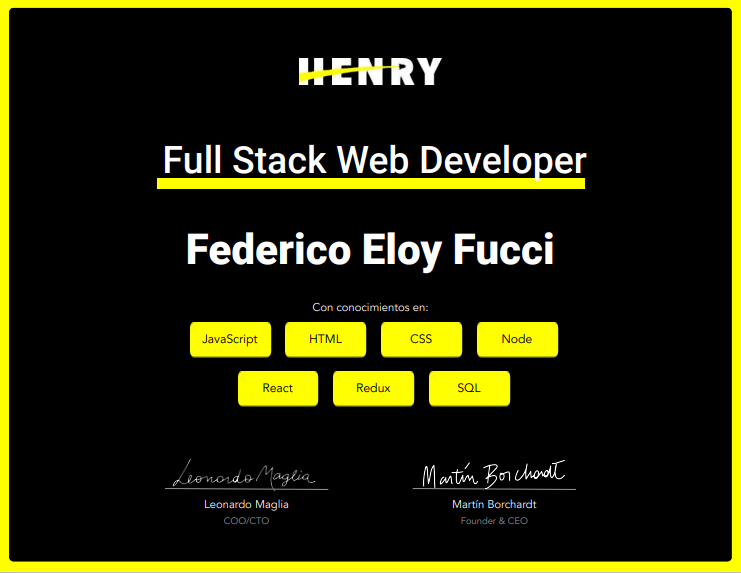 HENRY
Full Stack Web Developer
Federico Eloy Fucci
Con conocimientos en:
JavaScript HTML CSS Node
React Redux SQL
Leonardo Maglia Martín Borchardt
Leonardo Maglia Martín Borchardt
COO/CTO Founder & CEO